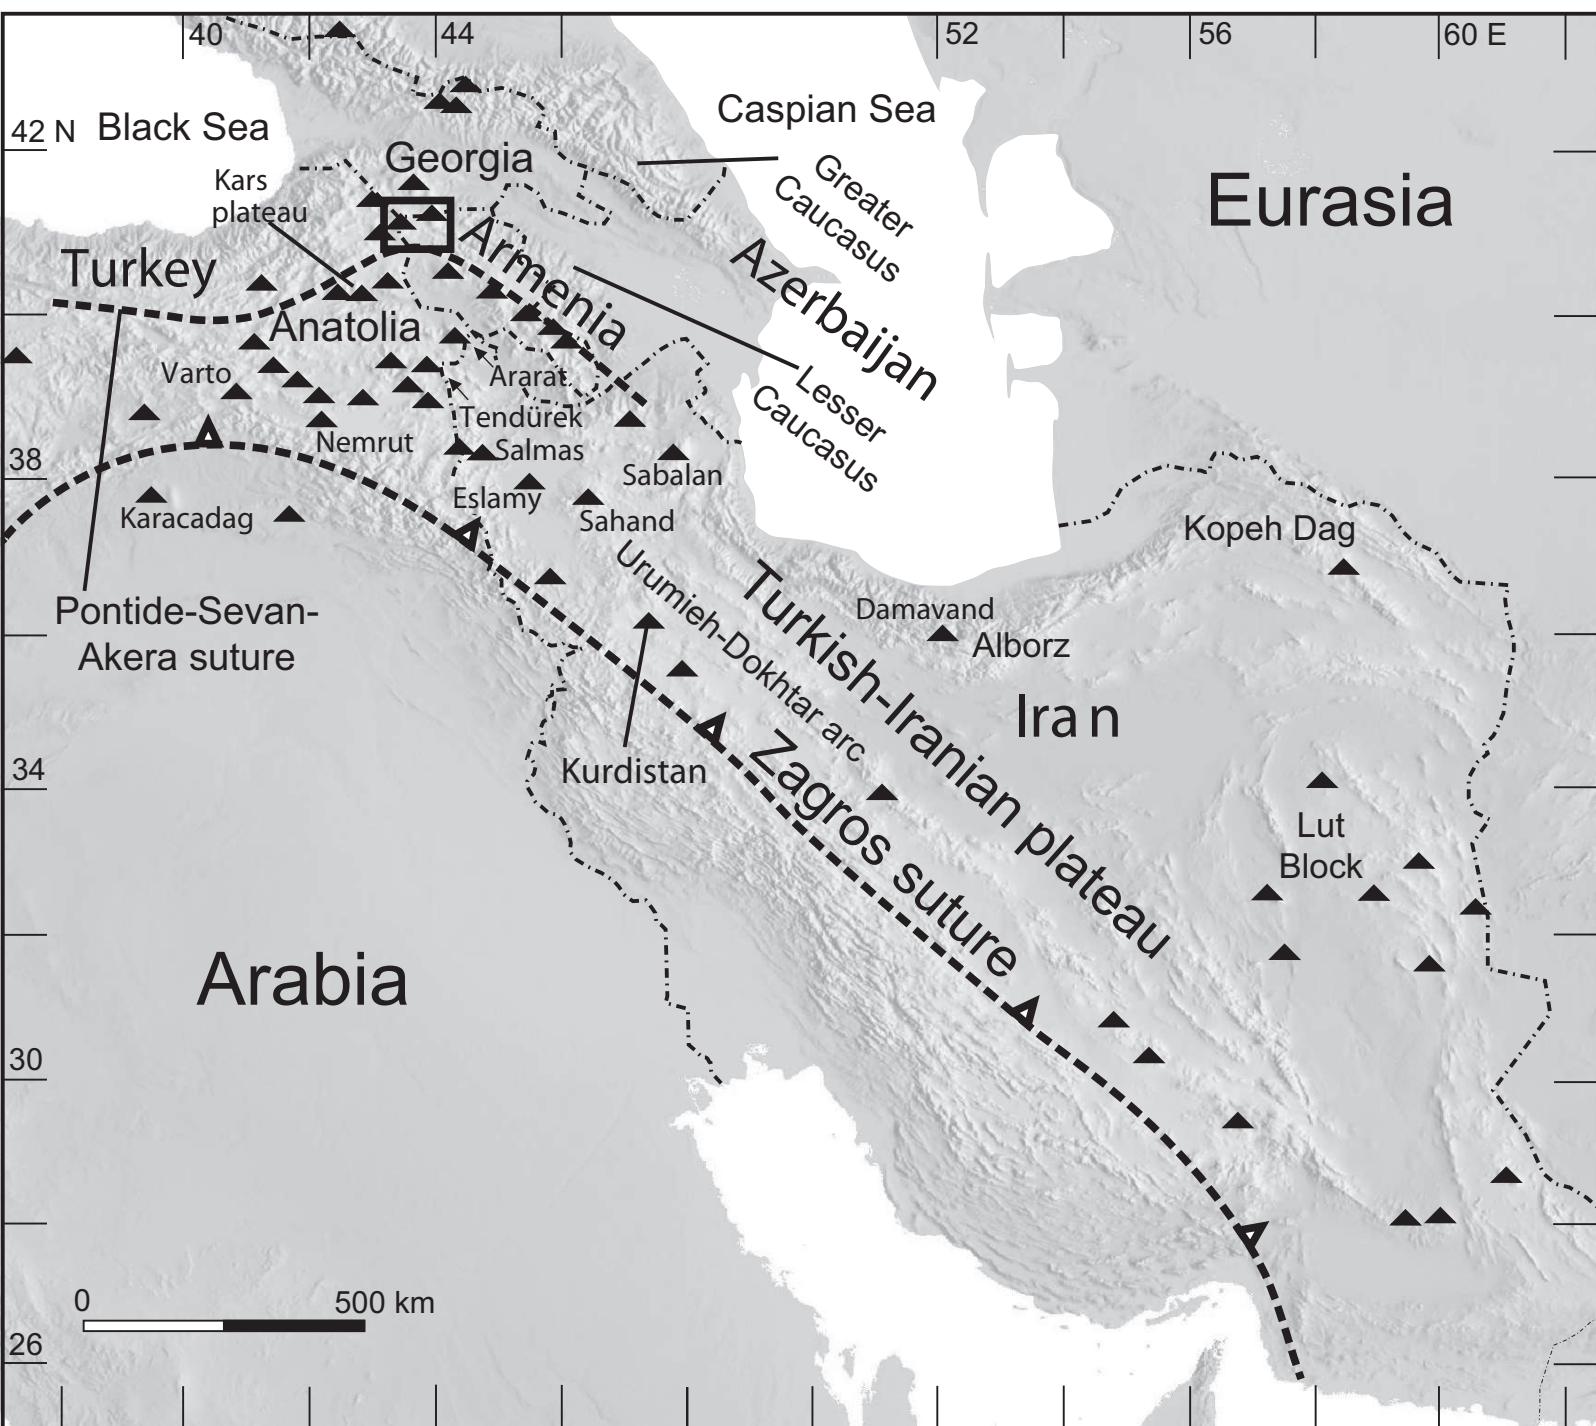 40
44
52
56
60 E
42 N
Black Sea
Caspian Sea
Georgia
Greater
Caucasus
Eurasia
Kars
plateau
Turkey
Armenia
Azerbaijan
Anatolia
Varto
Ararat
Lesser
Caucasus
Tendürek
Nemrut
Salmas
38
Sabalan
Eslamy
Karacadag
Sahand
Kopeh Dag
Pontide-Sevan-
Akera suture
Urumieh-Dokhtar arc
Turkish-Iranian plateau
Damavand
Alborz
Iran
34
Kurdistan
Zagros suture
Lut
Block
Arabia
30
0
500 km
26